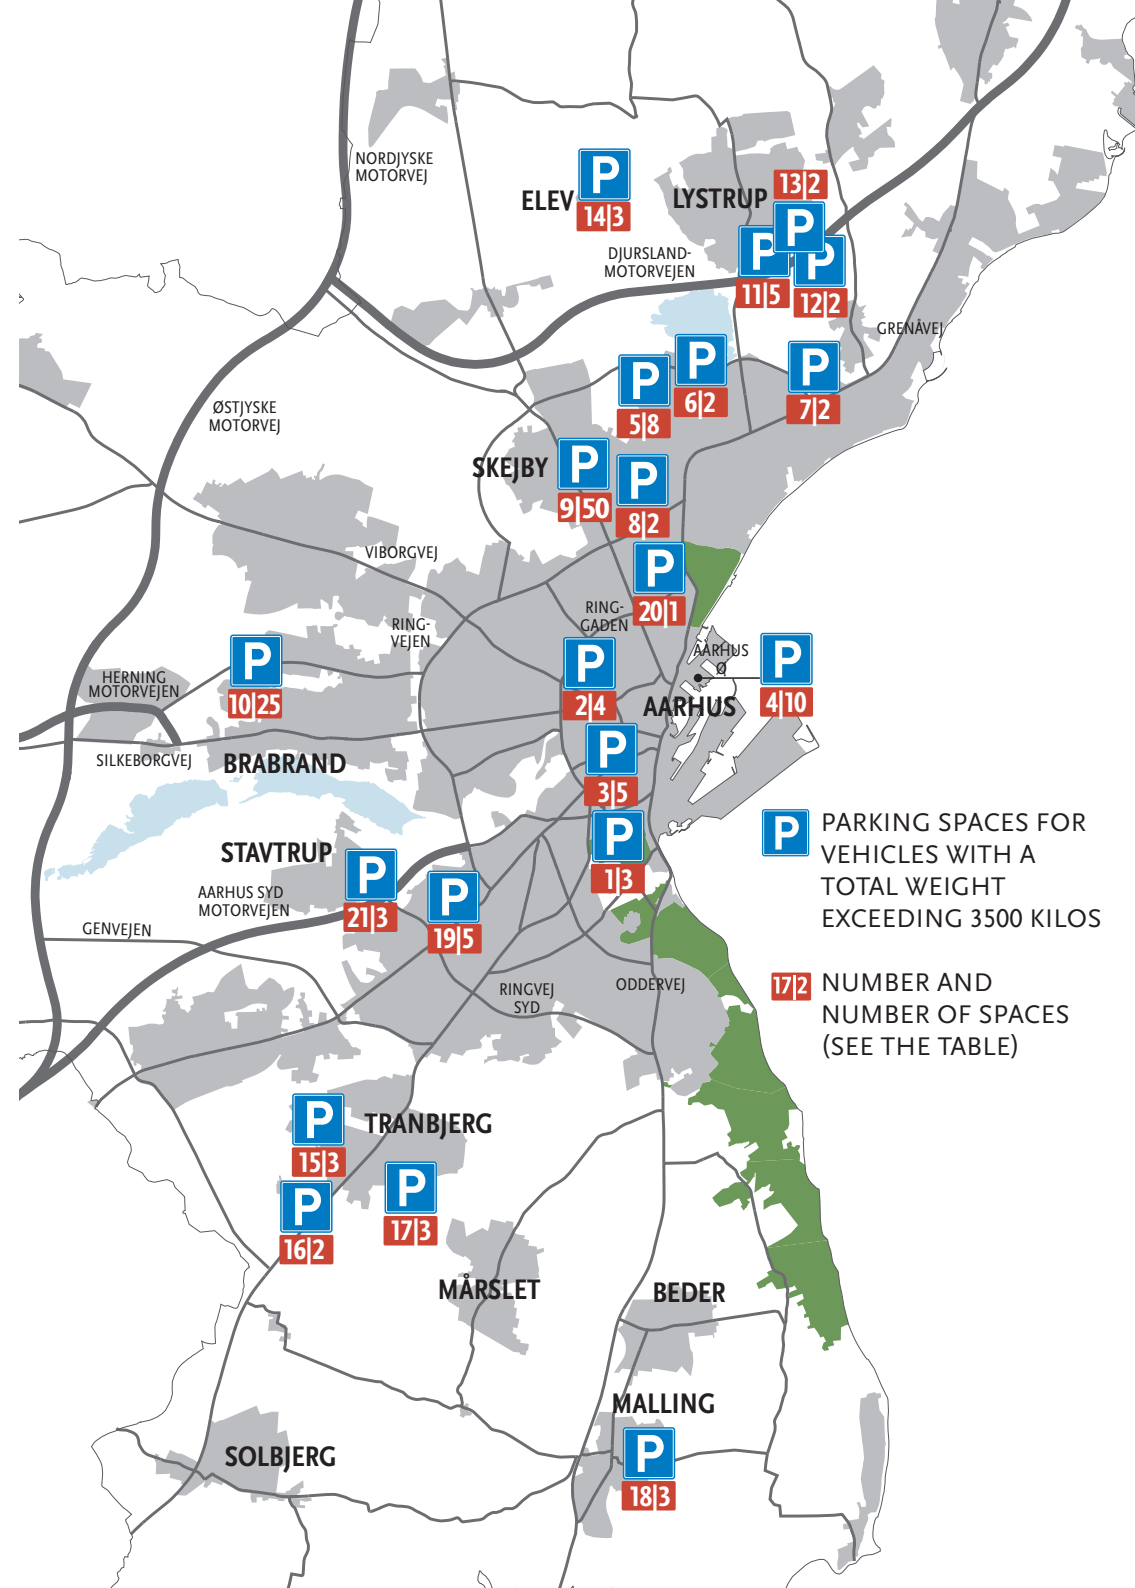 NORDJYSKE
MOTORVEJ
P
ELEV
14|3
LYSTRUP
13|2
P
P
P
11|5
12|2
DJURSLAND-
MOTORVEJEN
GRENÅVEJ
P
6|2
P
5|8
P
7|2
ØSTJYSKE
MOTORVEJ
SKEJBY
P
9|50
P
8|2
VIBORGVEJ
P
20|1
RING-
GADEN
RING-
VEJEN
P
10|25
HERNING
MOTORVEJEN
P
2|4
AARHUS
Ø
P
4|10
AARHUS
SILKEBORGVEJ
BRABRAND
P
3|5
P
1|3
P
PARKING SPACES FOR
VEHICLES WITH A
TOTAL WEIGHT
EXCEEDING 3500 KILOS
STAVTRUP
P
21|3
P
19|5
AARHUS SYD
MOTORVEJEN
GENVEJEN
RINGVEJ
SYD
ODDERVEJ
17|2
NUMBER AND
NUMBER OF SPACES
(SEE THE TABLE)
P
15|3
TRANBJERG
P
16|2
P
17|3
MÅRSLET
BEDER
MALLING
P
18|3
SOLBJERG